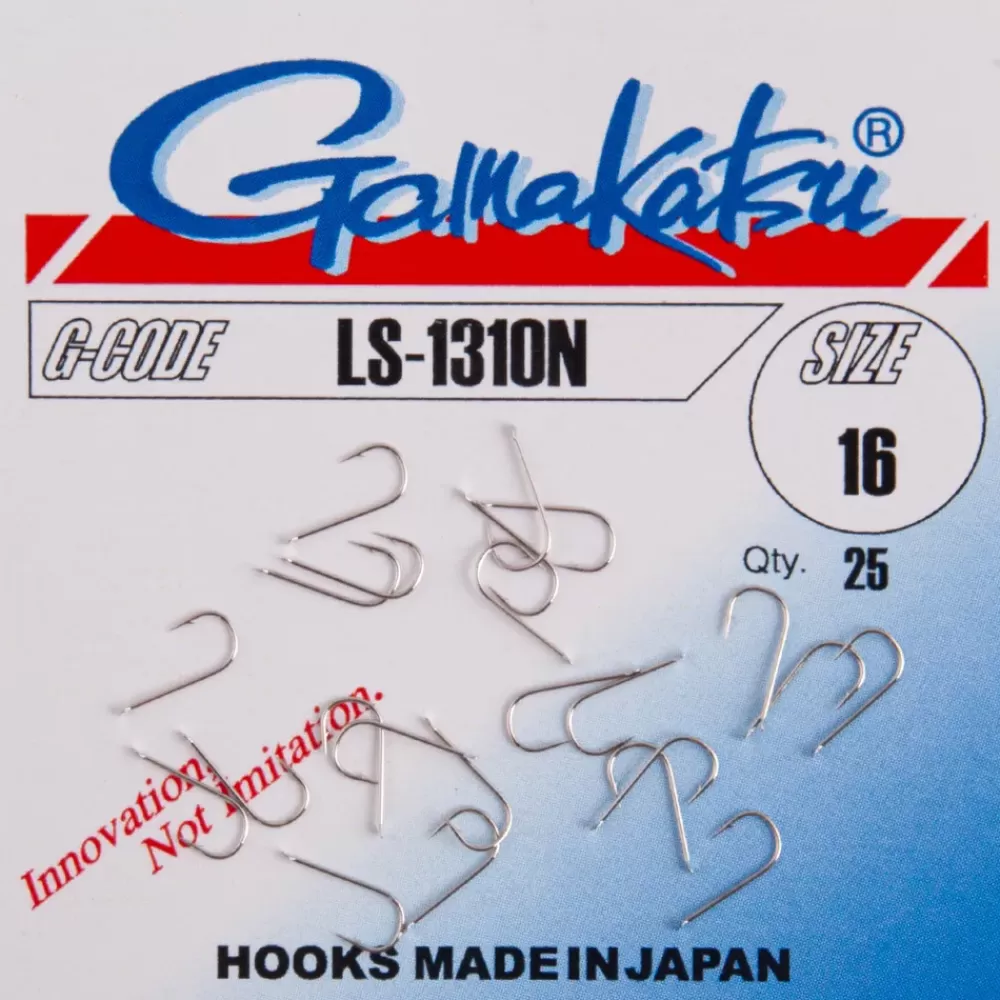 Gamakatsu®
G-CODE LS-1310N
SIZE
16
Qty. 25
Innovation,
Not Imitation.
HOOKS MADE IN JAPAN